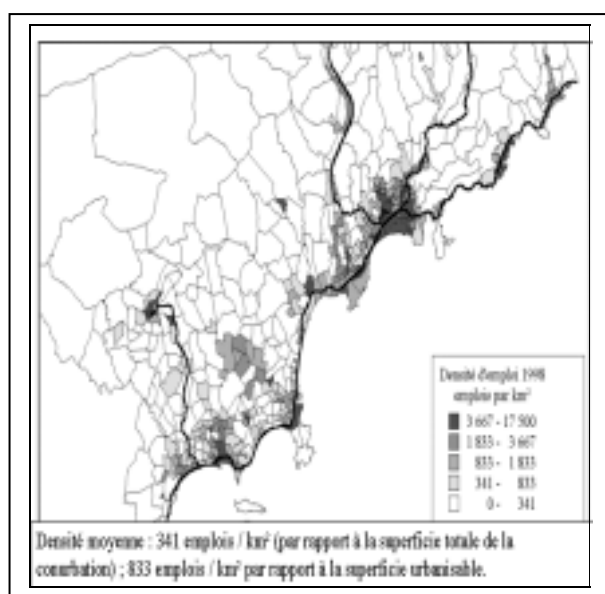 Densité d'emploi 1998
emplois par km²
3 667 - 17 500
1 833 - 3 667
833 - 1 833
341 - 833
0 - 341
Densité moyenne : 341 emplois / km² (par rapport à la superficie totale de la
conurbation) ; 833 emplois / km² par rapport à la superficie urbanisable.